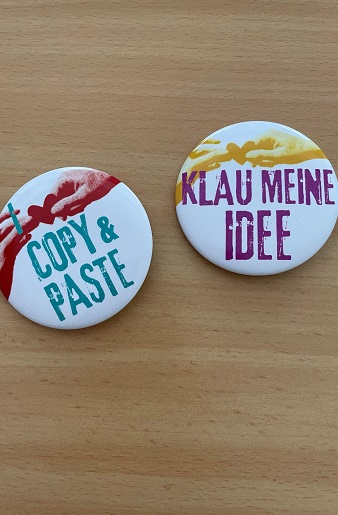 I
COPY &
PASTE
KLAU MEINE
IDEE